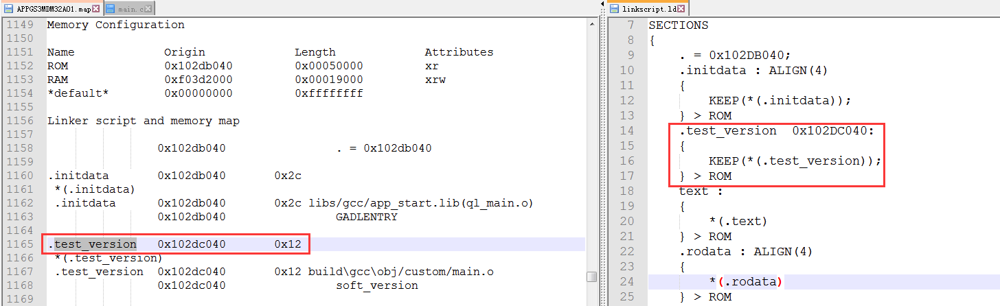 APPGS3MDM32A01.map
main.c
1149 Memory Configuration
1150
1151 Name Origin Length Attributes
1152 ROM 0x102db040 0x00050000 xr
1153 RAM 0xf03d2000 0x00019000 xrw
1154 *default* 0x00000000 0xffffffff
1155
1156 Linker script and memory map
1157
1158 0x102db040 . = 0x102db040
1159
1160 .initdata 0x102db040 0x2c
1161 *(.initdata)
1162 .initdata 0x102db040 0x2c libs/gcc/app_start.lib(ql_main.o)
1163 0x102db040 GADLENTRY
1164
1165 .test_version 0x102dc040 0x12
1166 *(.test_version)
1167 .test_version 0x102dc040 0x12 build\gcc\obj/custom/main.o
1168 0x102dc040 soft_version
1169
linkscript.ld
7 SECTIONS
8 {
9 . = 0x102DB040;
10 .initdata : ALIGN(4)
11 {
12 KEEP(*(.initdata));
13 } > ROM
14 .test_version 0x102DC040:
15 {
16 KEEP(*(.test_version));
17 } > ROM
18 text :
19 {
20 *(.text)
21 } > ROM
22 .rodata : ALIGN(4)
23 {
24 *(.rodata)
25 } > ROM